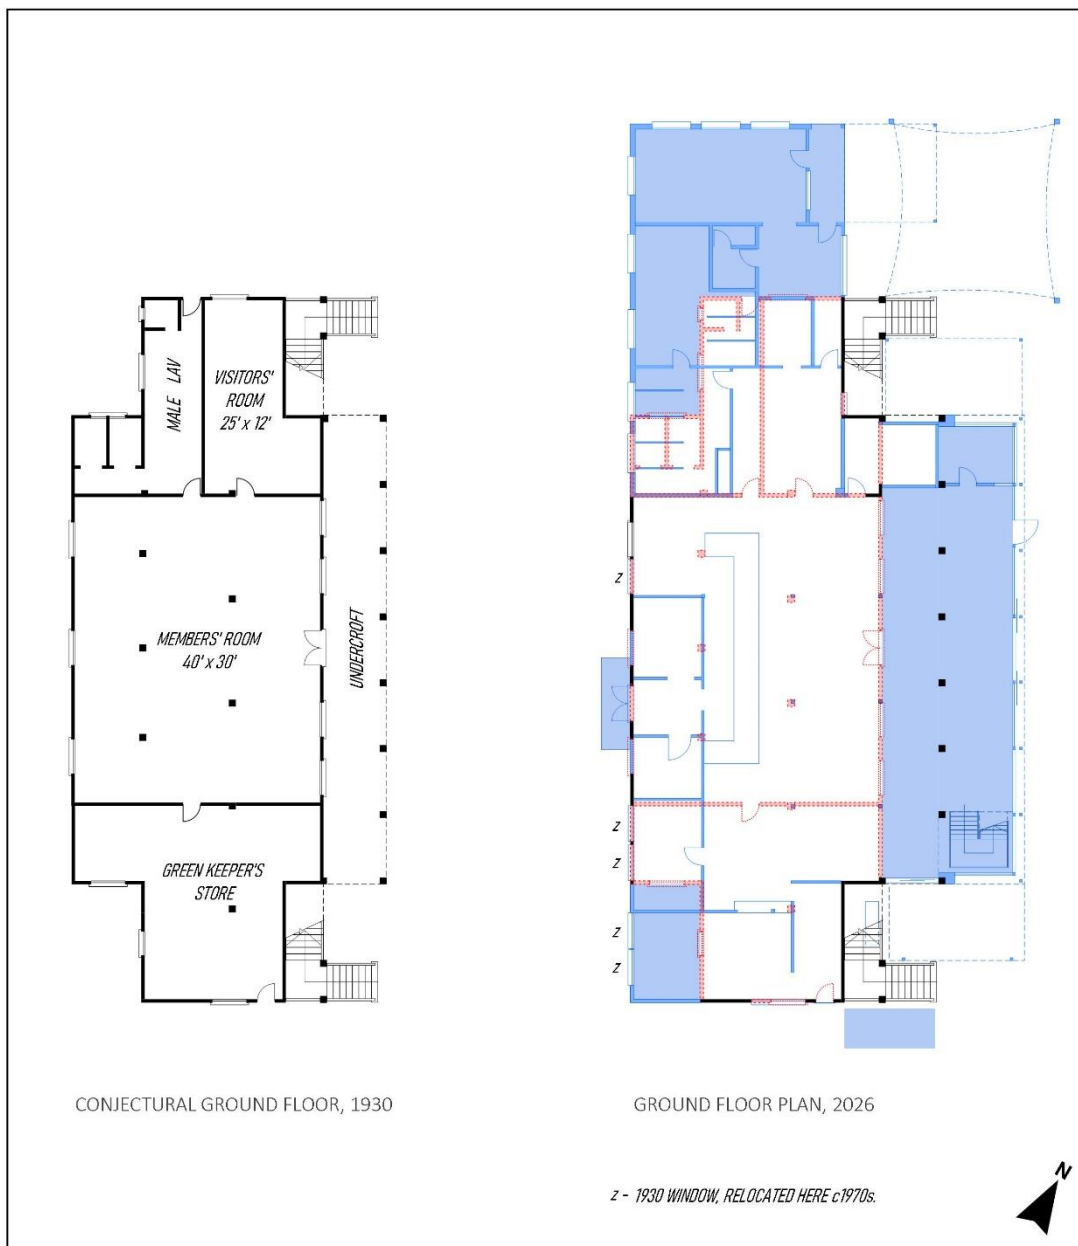 MALE LAV
VISITORS'
ROOM
25' x 12'
MEMBERS' ROOM
40' x 30'
UNDERCROFT
GREEN KEEPER'S
STORE
z
z
z
z
z
CONJECTURAL GROUND FLOOR, 1930
GROUND FLOOR PLAN, 2026
z - 1930 WINDOW, RELOCATED HERE c1970s.
N